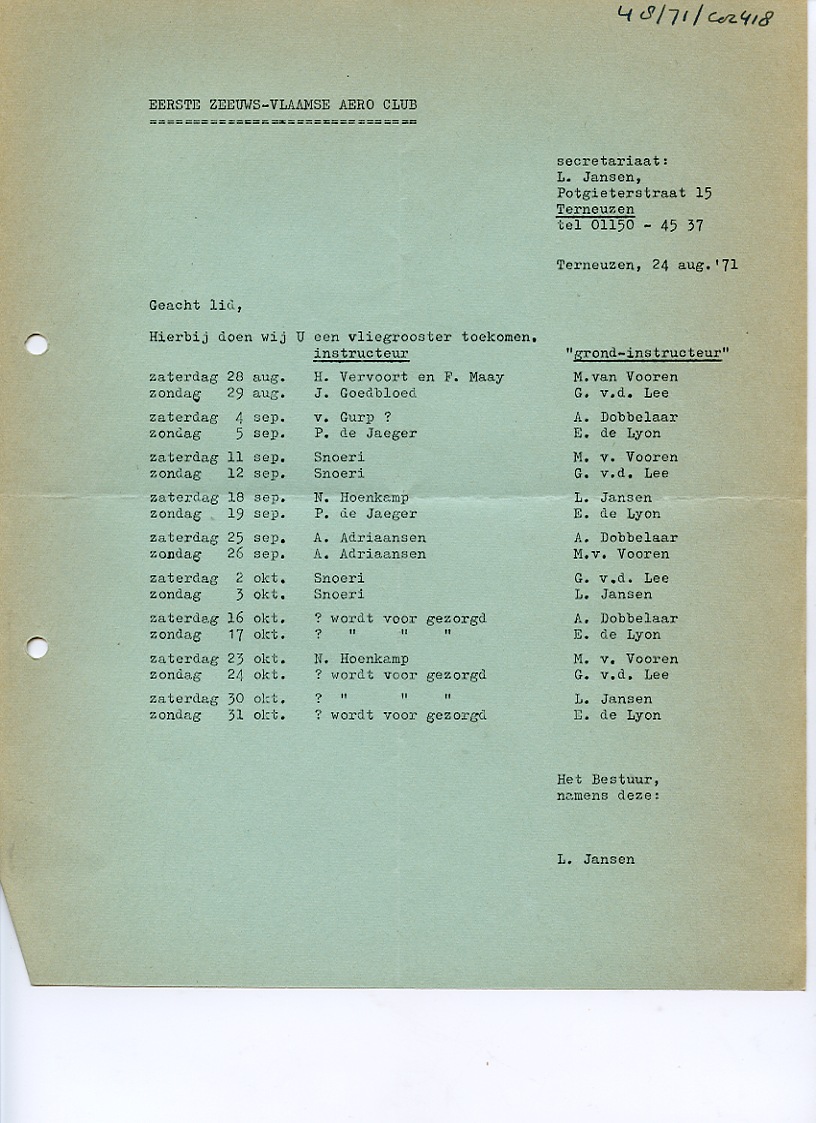 48/71/cor418
EERSTE ZEEUWS-VLAAMSE AERO CLUB
===============================
secretariaat:
L. Jansen,
Potgieterstraat 15
Terneuzen
tel 01150 - 45 37
Terneuzen, 24 aug.'71
Geacht lid,
Hierbij doen wij U een vliegrooster toekomen.
instructeur "grond-instructeur"
zaterdag 28 aug. H. Vervoort en F. Maay M.van Vooren
zondag 29 aug. J. Goedbloed G. v.d. Lee
zaterdag 4 sep. v. Gurp ? A. Dobbelaar
zondag 5 sep. P. de Jaeger E. de Lyon
zaterdag 11 sep. Snoeri M. v. Vooren
zondag 12 sep. Snoeri G. v.d. Lee
zaterdag 18 sep. N. Hoenkamp L. Jansen
zondag 19 sep. P. de Jaeger E. de Lyon
zaterdag 25 sep. A. Adriaansen A. Dobbelaar
zondag 26 sep. A. Adriaansen M.v. Vooren
zaterdag 2 okt. Snoeri G. v.d. Lee
zondag 3 okt. Snoeri L. Jansen
zaterdag 16 okt. ? wordt voor gezorgd A. Dobbelaar
zondag 17 okt. ? " " " E. de Lyon
zaterdag 23 okt. N. Hoenkamp M. v. Vooren
zondag 24 okt. ? wordt voor gezorgd G. v.d. Lee
zaterdag 30 okt. ? " " " L. Jansen
zondag 31 okt. ? wordt voor gezorgd E. de Lyon
Het Bestuur,
namens deze:
L. Jansen